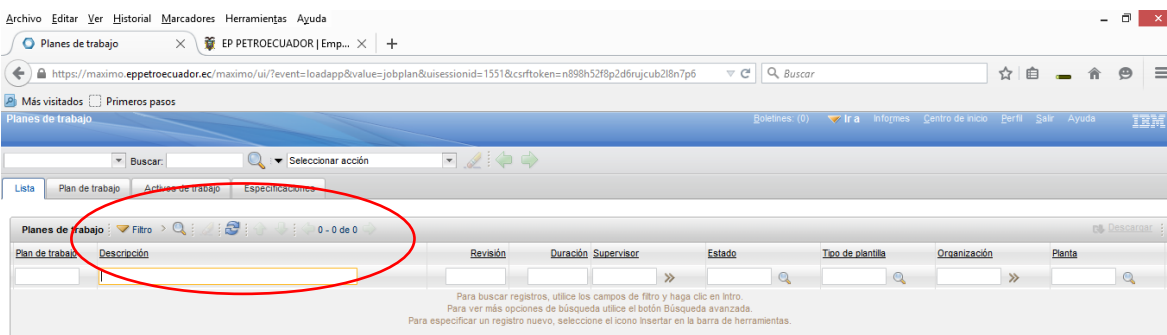 Archivo Editar Ver Historial Marcadores Herramientas Ayuda
Planes de trabajo EP PETROECUADOR | Emp...
https://maximo.eppetroecuador.ec/maximo/ui/?event=loadapp&value=jobplan&uisessionid=1551&csrftoken=n898h52f8p2d6rujcub2l8n7p6 Buscar
Más visitados Primeros pasos
Planes de trabajo Boletines: (0) Ir a Informes Centro de inicio Perfil Salir Ayuda IBM
Buscar: Seleccionar acción
Lista Plan de trabajo Activos de trabajo Especificaciones
Planes de trabajo Filtro 0 - 0 de 0 Descargar
Plan de trabajo Descripción Revisión Duración Supervisor Estado Tipo de plantilla Organización Planta
Para buscar registros, utilice los campos de filtro y haga clic en Intro.
Para ver más opciones de búsqueda utilice el botón Búsqueda avanzada.
Para especificar un registro nuevo, seleccione el icono Insertar en la barra de herramientas.